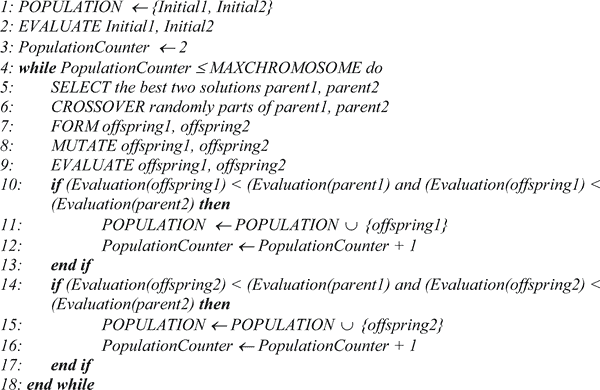 1: POPULATION ← {Initial1, Initial2}
2: EVALUATE Initial1, Initial2
3: PopulationCounter ← 2
4: while PopulationCounter ≤ MAXCHROMOSOME do
5: SELECT the best two solutions parent1, parent2
6: CROSSOVER randomly parts of parent1, parent2
7: FORM offspring1, offspring2
8: MUTATE offspring1, offspring2
9: EVALUATE offspring1, offspring2
10: if (Evaluation(offspring1) < (Evaluation(parent1) and (Evaluation(offspring1) <
(Evaluation(parent2) then
11: POPULATION ← POPULATION ∪ {offspring1}
12: PopulationCounter ← PopulationCounter + 1
13: end if
14: if (Evaluation(offspring2) < (Evaluation(parent1) and (Evaluation(offspring2) <
(Evaluation(parent2) then
15: POPULATION ← POPULATION ∪ {offspring2}
16: PopulationCounter ← PopulationCounter + 1
17: end if
18: end while